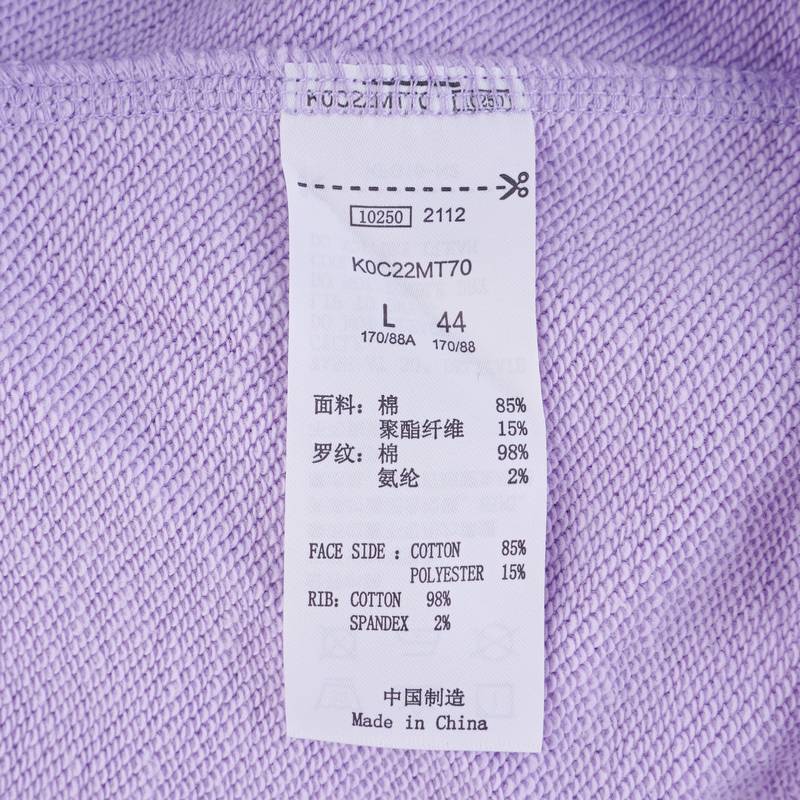 10250 2112
K0C22MT70
L 44
170/88A 170/88
面料：棉 85%
聚酯纤维 15%
罗纹：棉 98%
氨纶 2%
FACE SIDE : COTTON 85%
POLYESTER 15%
RIB: COTTON 98%
SPANDEX 2%
中国制造
Made in China